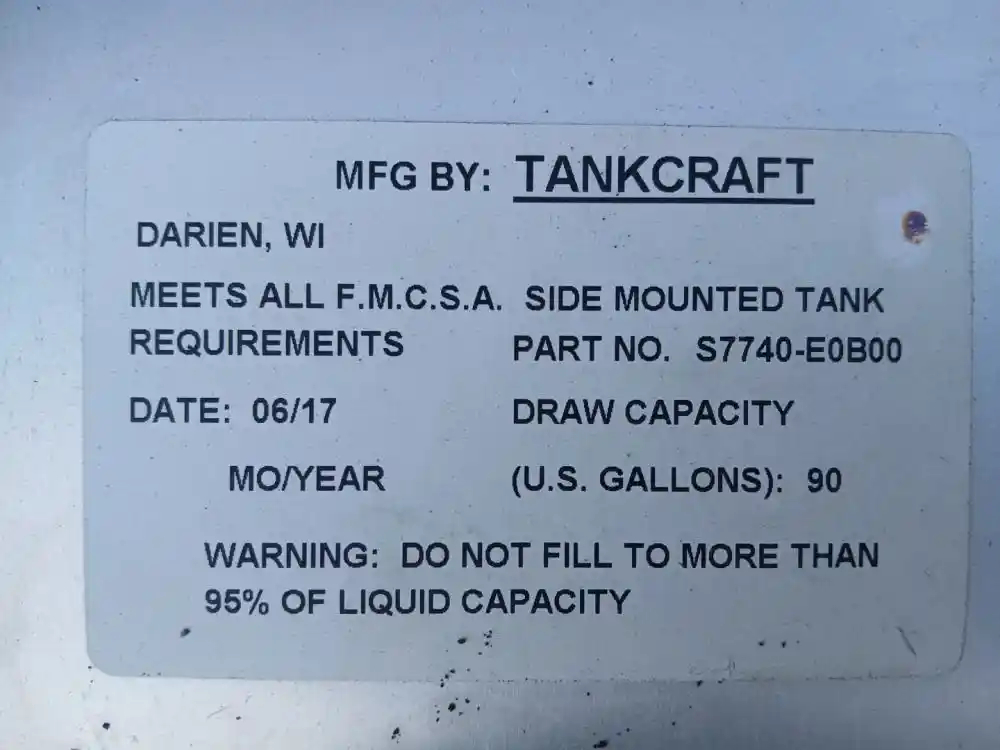 MFG BY: TANKCRAFT
DARIEN, WI
MEETS ALL F.M.C.S.A. SIDE MOUNTED TANK
REQUIREMENTS PART NO. S7740-E0B00
DATE: 06/17 DRAW CAPACITY
MO/YEAR (U.S. GALLONS): 90
WARNING: DO NOT FILL TO MORE THAN
95% OF LIQUID CAPACITY